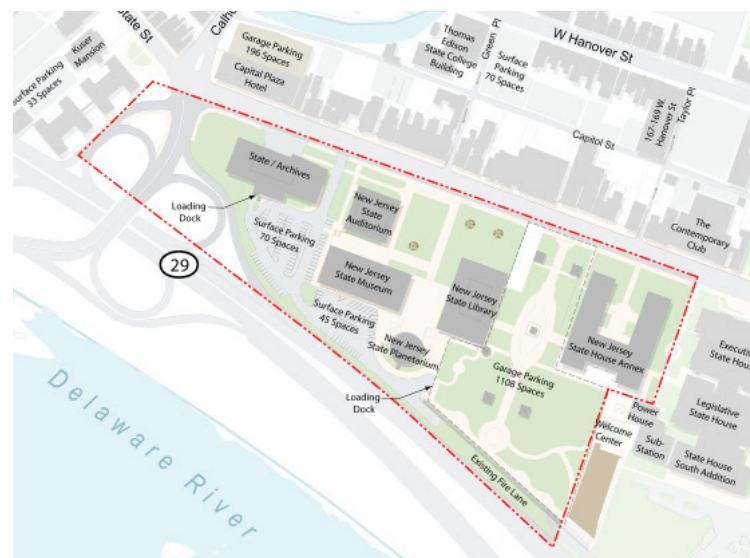 State St
Calho
Kuser
Mansion
Surface Parking
33 Spaces
Garage Parking
196 Spaces
Capital Plaza
Hotel
Thomas
Edison
State College
Building
Green Pl
Surface
Parking
70 Spaces
W Hanover St
Capitol St
167-169 W.
Hanover St
Taylor Pl
The
Contemporary
Club
State / Archives
Loading
Dock
Surface Parking
70 Spaces
29
New Jersey
State
Auditorium
New Jersey
State Museum
New Jersey
State Library
Surface Parking
45 Spaces
New Jersey
State Planetarium
Loading
Dock
Garage Parking
1108 Spaces
New Jersey
State House Annex
Executi
State Hou
Legislative
State House
Power
House
Welcome
Center
Sub-
Station
State House
South Addition
Existing Fire Lane
Delaware River